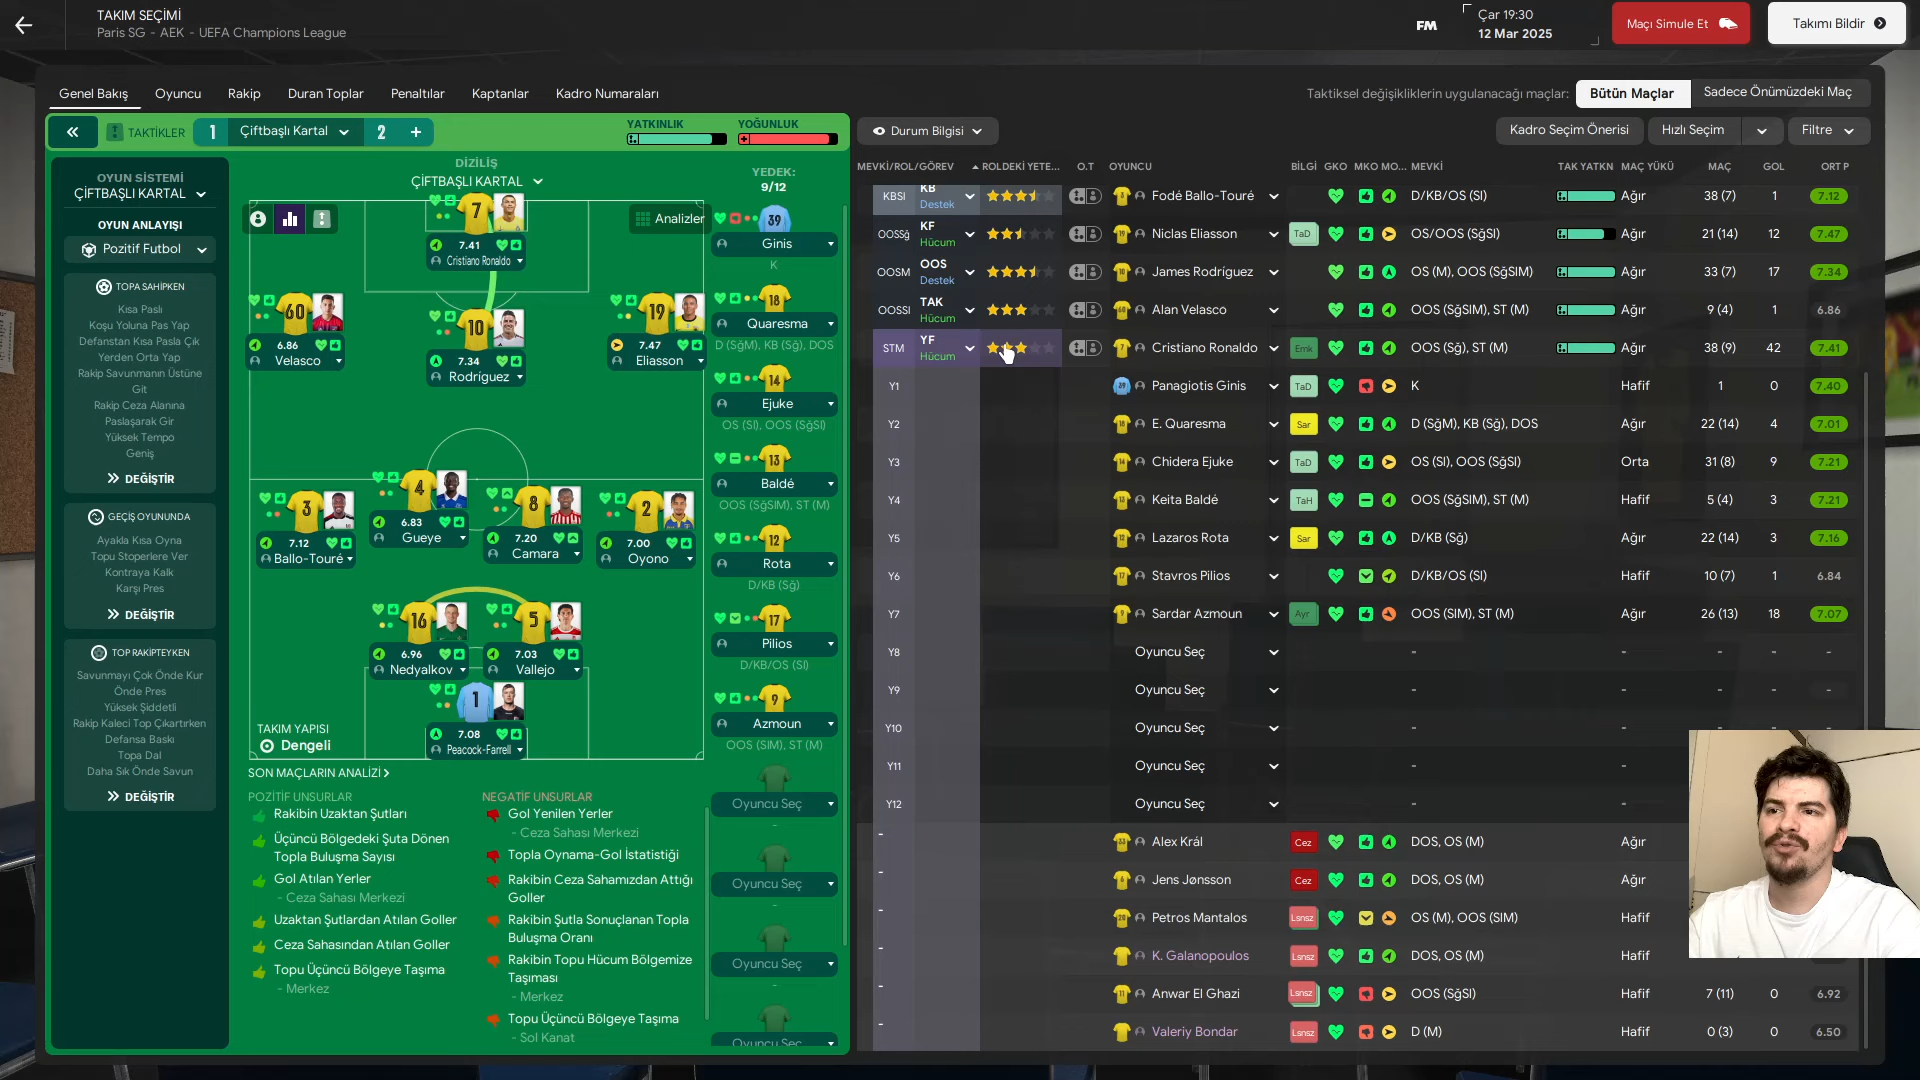 TAKIM SEÇİMİ
Paris SG - AEK - UEFA Champions League
FM
Çar 19:30
12 Mar 2025
Maçı Simule Et
Takımı Bildir
Genel Bakış
Oyuncu
Rakip
Duran Toplar
Penaltılar
Kaptanlar
Kadro Numaraları
Taktiksel değişikliklerin uygulanacağı maçlar:
Bütün Maçlar
Sadece Önümüzdeki Maç
TAKTİKLER
1
Çiftbaşlı Kartal
2
+
YATKINLIK
YOĞUNLUK
Durum Bilgisi
Kadro Seçim Önerisi
Hızlı Seçim
Filtre
OYUN SİSTEMİ
ÇİFTBAŞLI KARTAL
OYUN ANLAYIŞI
Pozitif Futbol
TOPA SAHİPKEN
Kısa Paslı
Koşu Yoluna Pas Yap
Defanstan Kısa Pasla Çık
Yerden Orta Yap
Rakip Savunmanın Üstüne
Git
Rakip Ceza Alanına
Paslaşarak Gir
Yüksek Tempo
Geniş
DEĞİŞTİR
GEÇİŞ OYUNUNDA
Ayakla Kısa Oyna
Topu Stoperlere Ver
Kontraya Kalk
Karşı Pres
DEĞİŞTİR
TOP RAKİPTEYKEN
Savunmayı Çok Önde Kur
Önde Pres
Yüksek Şiddetli
Rakip Kaleci Top Çıkartırken
Defansa Baskı
Topa Dal
Daha Sık Önde Savun
DEĞİŞTİR
DİZİLİŞ
ÇİFTBAŞLI KARTAL
Analizler
7
7.41
Cristiano Ronaldo
60
6.86
Velasco
10
7.34
Rodríguez
19
7.47
Eliasson
3
7.12
Ballo-Touré
4
6.83
Gueye
8
7.20
Camara
2
7.00
Oyono
16
6.96
Nedyalkov
5
7.03
Vallejo
1
7.08
Peacock-Farrell
TAKIM YAPISI
Dengeli
YEDEK:
9/12
39
Ginis
K
18
Quaresma
D (SğM), KB (Sğ), DOS
14
Ejuke
OS (Sl), OOS (SğSl)
13
Baldé
OOS (SğSlM), ST (M)
12
Rota
D/KB (Sğ)
17
Pilios
D/KB/OS (Sl)
9
Azmoun
OOS (SlM), ST (M)
Oyuncu Seç
-
Oyuncu Seç
-
Oyuncu Seç
-
Oyuncu Seç
SON MAÇLARIN ANALİZİ
POZİTİF UNSURLAR
Rakibin Uzaktan Şutları
Üçüncü Bölgedeki Şuta Dönen
Topla Buluşma Sayısı
Gol Atılan Yerler
- Ceza Sahası Merkezi
Uzaktan Şutlardan Atılan Goller
Ceza Sahasından Atılan Goller
Topu Üçüncü Bölgeye Taşıma
- Merkez
NEGATİF UNSURLAR
Gol Yenilen Yerler
- Ceza Sahası Merkezi
Topla Oynama-Gol İstatistiği
Rakibin Ceza Sahamızdan Attığı
Goller
Rakibin Şutla Sonuçlanan Topla
Buluşma Oranı
Rakibin Topu Hücum Bölgemize
Taşıması
- Merkez
Topu Üçüncü Bölgeye Taşıma
- Sol Kanat
MEVKİ/ROL/GÖREV ROLDEKİ YETE... O.T OYUNCU BİLGİ GKO MKO MO... MEVKİ TAK YATKN MAÇ YÜKÜ MAÇ GOL ORT P
KBSl KB Destek Fodé Ballo-Touré D/KB/OS (Sl) Ağır 38 (7) 1 7.12
OOSSğ KF Hücum Niclas Eliasson TaD OS/OOS (SğSl) Ağır 21 (14) 12 7.47
OOSM OOS Destek James Rodríguez OS (M), OOS (SğSlM) Ağır 33 (7) 17 7.34
OOSSl TAK Hücum Alan Velasco OOS (SğSlM), ST (M) Ağır 9 (4) 1 6.86
STM YF Hücum Cristiano Ronaldo Emk OOS (Sğ), ST (M) Ağır 38 (9) 42 7.41
Y1 Panagiotis Ginis TaD K Hafif 1 0 7.40
Y2 E. Quaresma Sar D (SğM), KB (Sğ), DOS Ağır 22 (14) 4 7.01
Y3 Chidera Ejuke TaD OS (Sl), OOS (SğSl) Orta 31 (8) 9 7.21
Y4 Keita Baldé TaH OOS (SğSlM), ST (M) Hafif 5 (4) 3 7.21
Y5 Lazaros Rota Sar D/KB (Sğ) Ağır 22 (14) 3 7.16
Y6 Stavros Pilios D/KB/OS (Sl) Hafif 10 (7) 1 6.84
Y7 Sardar Azmoun Ayr OOS (SlM), ST (M) Ağır 26 (13) 18 7.07
Y8 Oyuncu Seç - - - - -
Y9 Oyuncu Seç - - - - -
Y10 Oyuncu Seç - - - - -
Y11 Oyuncu Seç - -
Y12 Oyuncu Seç - -
- Alex Král Cez DOS, OS (M) Ağır
- Jens Jønsson Cez DOS, OS (M) Ağır
- Petros Mantalos Lsnsz OS (M), OOS (SlM) Hafif
- K. Galanopoulos Lsnsz DOS, OS (M) Hafif
- Anwar El Ghazi Lsnsz OOS (SğSl) Hafif 7 (11) 0 6.92
- Valeriy Bondar Lsnsz D (M) Hafif 0 (3) 0 6.50